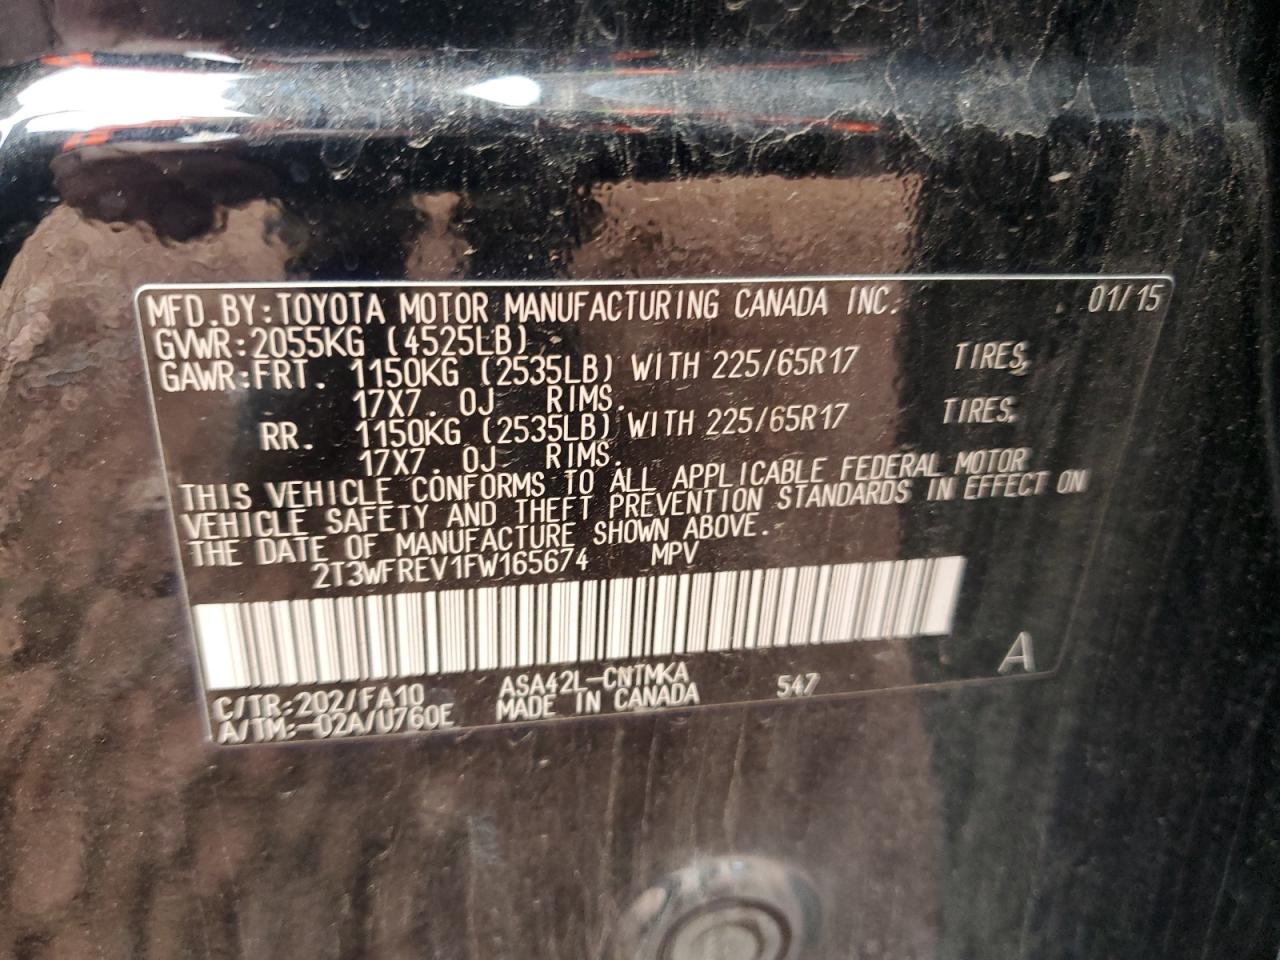 MFD.BY:TOYOTA MOTOR MANUFACTURING CANADA INC. 01/15
GVWR:2055KG (4525LB)
GAWR:FRT. 1150KG (2535LB) WITH 225/65R17 TIRES,
17X7.0J RIMS.
RR. 1150KG (2535LB) WITH 225/65R17 TIRES,
17X7.0J RIMS.
THIS VEHICLE CONFORMS TO ALL APPLICABLE FEDERAL MOTOR
VEHICLE SAFETY AND THEFT PREVENTION STANDARDS IN EFFECT ON
THE DATE OF MANUFACTURE SHOWN ABOVE.
2T3WFREV1FW165674 MPV
A
C/TR:202/FA10 ASA42L-CNTMKA 547
A/TM:-02A/U760E MADE IN CANADA